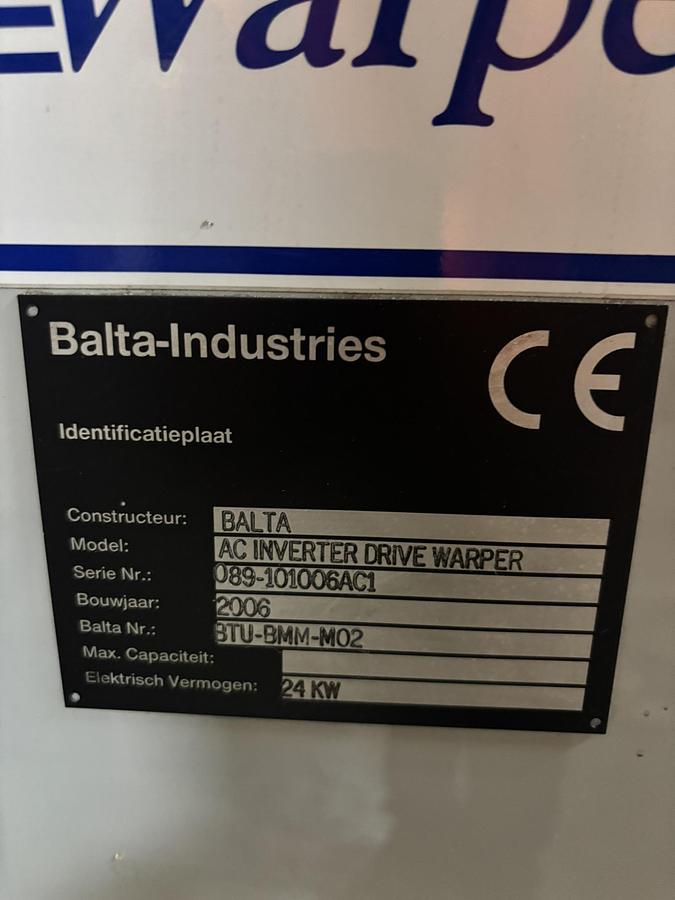 Warpe
Balta-Industries
CE
Identificatieplaat
Constructeur: BALTA
Model: AC INVERTER DRIVE WARPER
Serie Nr.: 089-101006AC1
Bouwjaar: 2006
Balta Nr.: BTU-BMM-M02
Max. Capaciteit:
Elektrisch Vermogen: 24 KW